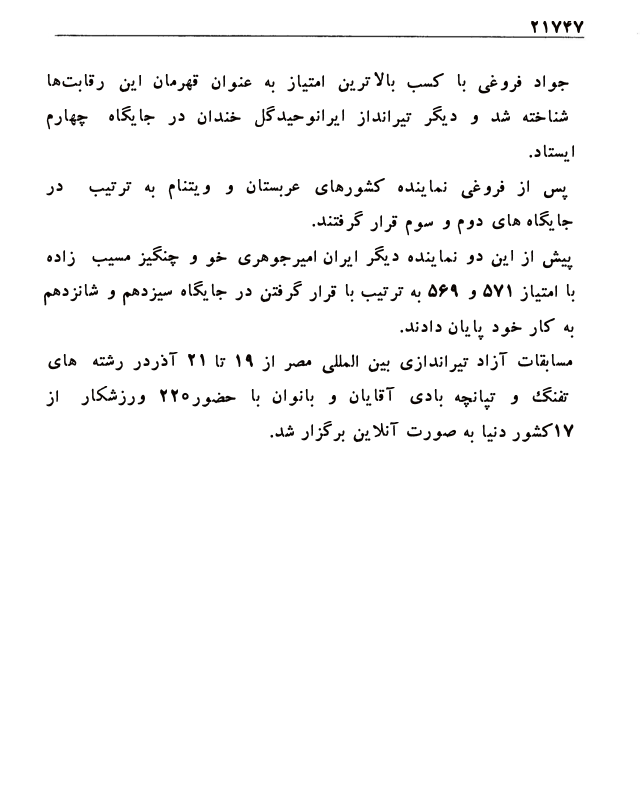 ۲۱۷۴۷
جواد فروغی با کسب بالاترین امتیاز به عنوان قهرمان این رقابت‌ها
شناخته شد و دیگر تیرانداز ایرانوحیدگل خندان در جایگاه چهارم
ایستاد.
پس از فروغی نماینده کشورهای عربستان و ویتنام به ترتیب در
جایگاه های دوم و سوم قرار گرفتند.
پیش از این دو نماینده دیگر ایران امیرجوهری خو و چنگیز مسیب زاده
با امتیاز ۵۷۱ و ۵۶۹ به ترتیب با قرار گرفتن در جایگاه سیزدهم و شانزدهم
به کار خود پایان دادند.
مسابقات آزاد تیراندازی بین المللی مصر از ۱۹ تا ۲۱ آذردر رشته های
تفنگ و تپانچه بادی آقایان و بانوان با حضور۲۲۰ ورزشکار از
۱۷کشور دنیا به صورت آنلاین برگزار شد.